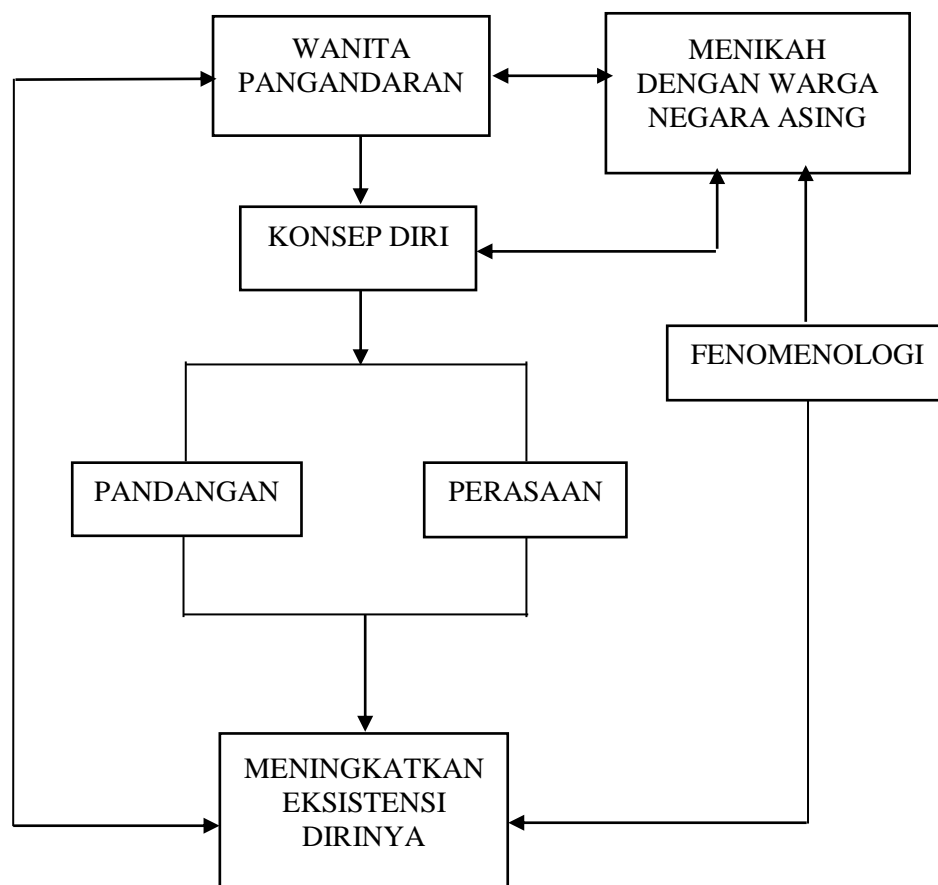 WANITA
PANGANDARAN
MENIKAH
DENGAN WARGA
NEGARA ASING
KONSEP DIRI
FENOMENOLOGI
PANDANGAN
PERASAAN
MENINGKATKAN
EKSISTENSI
DIRINYA